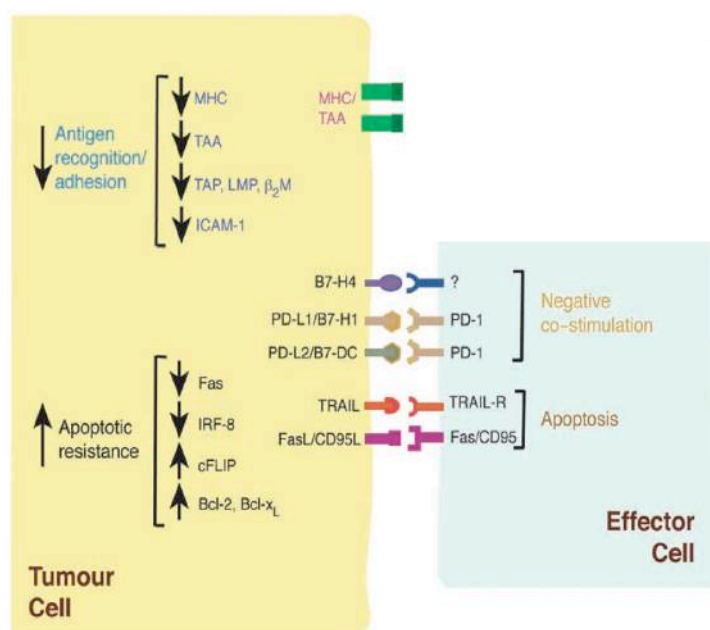 Antigen
recognition/
adhesion
MHC
TAA
TAP, LMP, β₂M
ICAM-1
MHC/
TAA
B7-H4
?
PD-L1/B7-H1
PD-1
PD-L2/B7-DC
PD-1
Negative
co-stimulation
TRAIL
TRAIL-R
FasL/CD95L
Fas/CD95
Apoptosis
Apoptotic
resistance
Fas
IRF-8
cFLIP
Bcl-2, Bcl-xL
Tumour
Cell
Effector
Cell